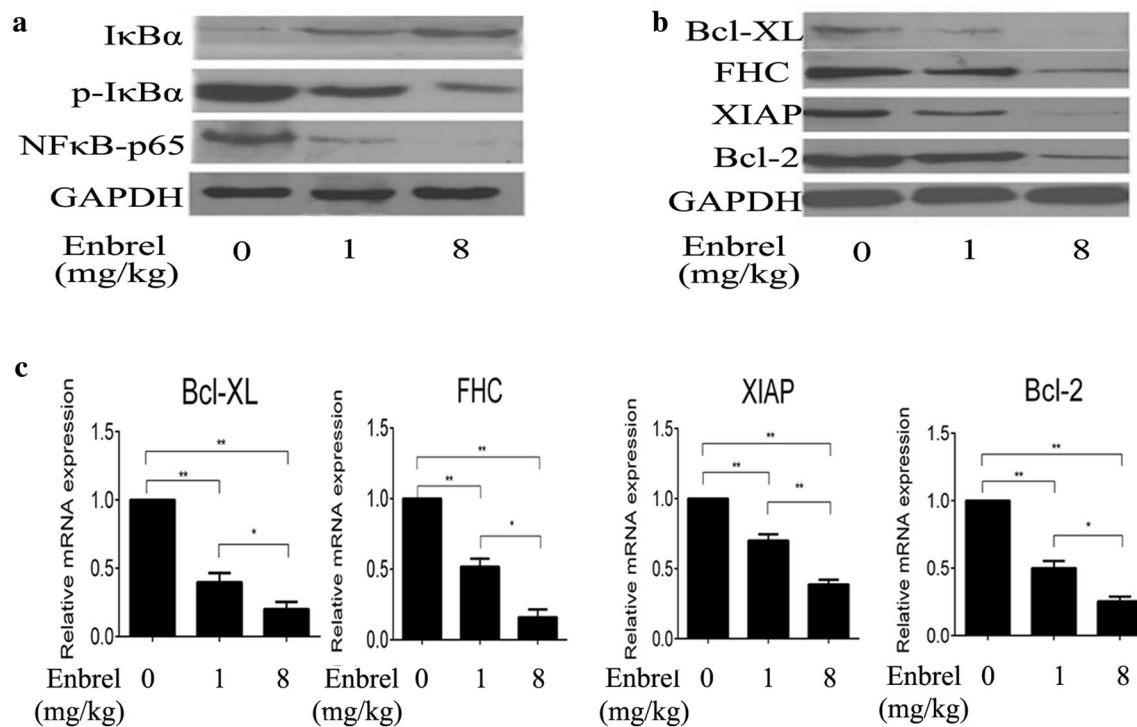 a
IκBα
p-IκBα
NFκB-p65
GAPDH
Enbrel 0 1 8
(mg/kg)
b
Bcl-XL
FHC
XIAP
Bcl-2
GAPDH
Enbrel 0 1 8
(mg/kg)
c
Bcl-XL
Relative mRNA expression
1.5
1.0
0.5
0.0
**
**
*
Enbrel 0 1 8
(mg/kg)
FHC
Relative mRNA expression
1.5
1.0
0.5
0.0
**
**
*
Enbrel 0 1 8
(mg/kg)
XIAP
Relative mRNA expression
1.5
1.0
0.5
0.0
**
**
**
Enbrel 0 1 8
(mg/kg)
Bcl-2
Relative mRNA expression
1.5
1.0
0.5
0.0
**
**
*
Enbrel 0 1 8
(mg/kg)